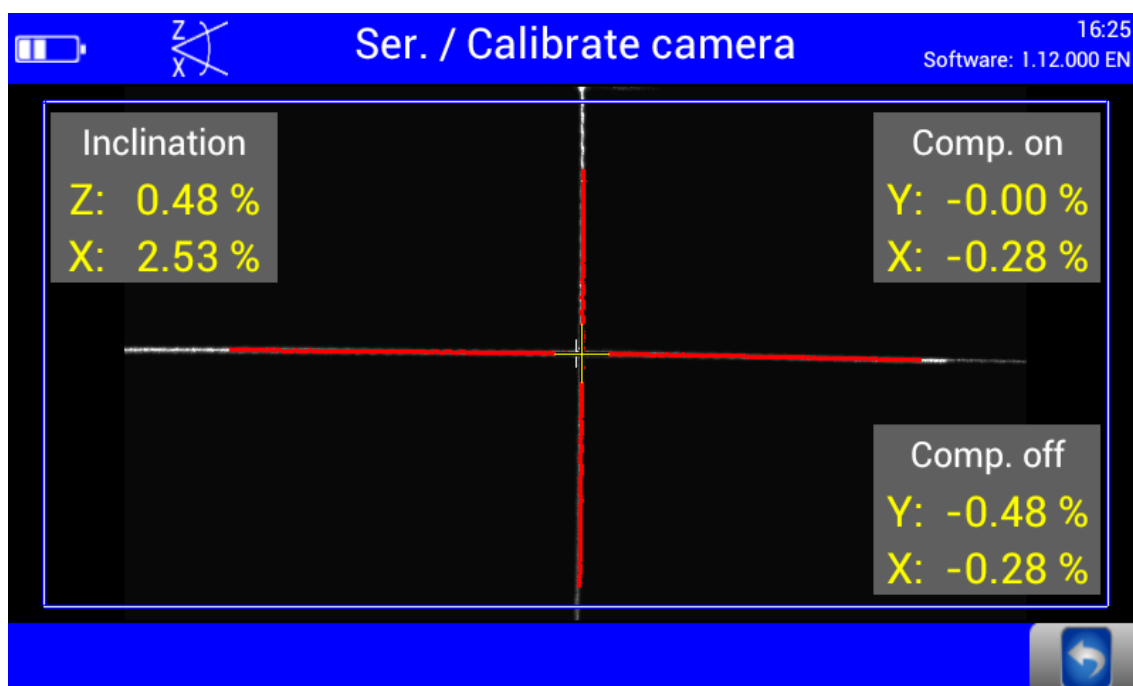 Z
X
Ser. / Calibrate camera
16:25
Software: 1.12.000 EN
Inclination
Z: 0.48 %
X: 2.53 %
Comp. on
Y: -0.00 %
X: -0.28 %
Comp. off
Y: -0.48 %
X: -0.28 %